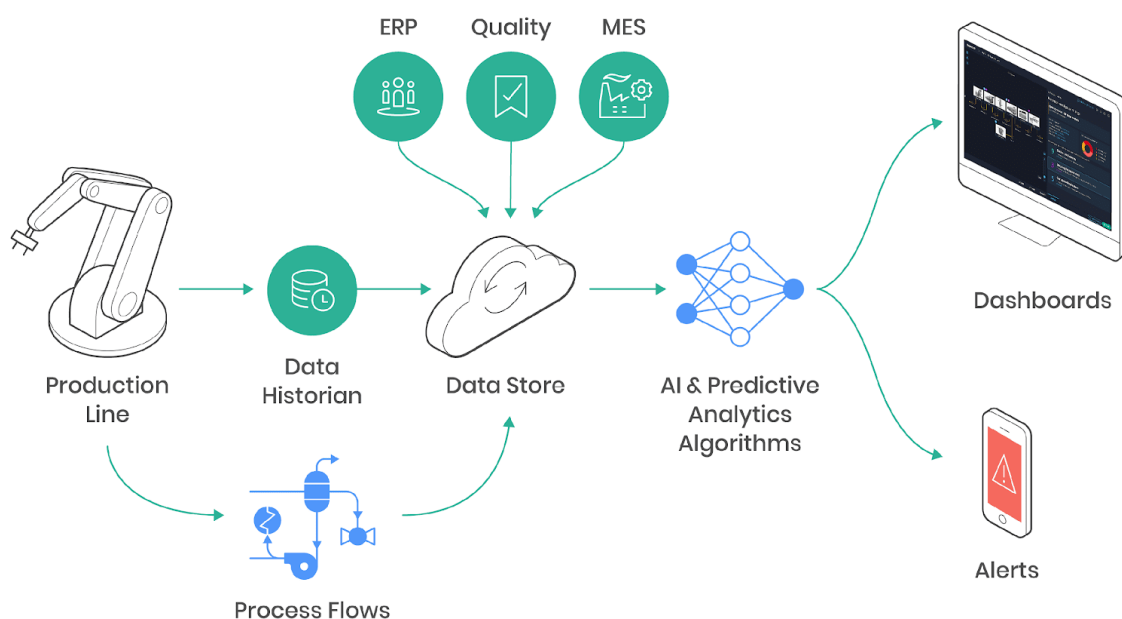 ERP
Quality
MES
Production
Line
Data
Historian
Data Store
AI & Predictive
Analytics
Algorithms
Dashboards
Process Flows
Alerts